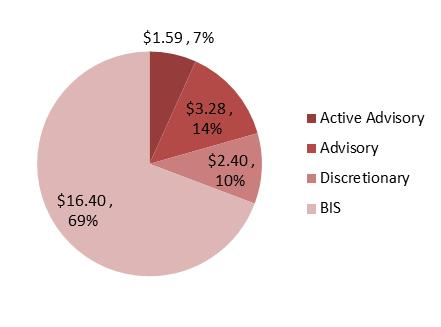 $1.59 , 7%
$3.28 ,
14%
$2.40 ,
10%
$16.40 ,
69%
Active Advisory
Advisory
Discretionary
BIS